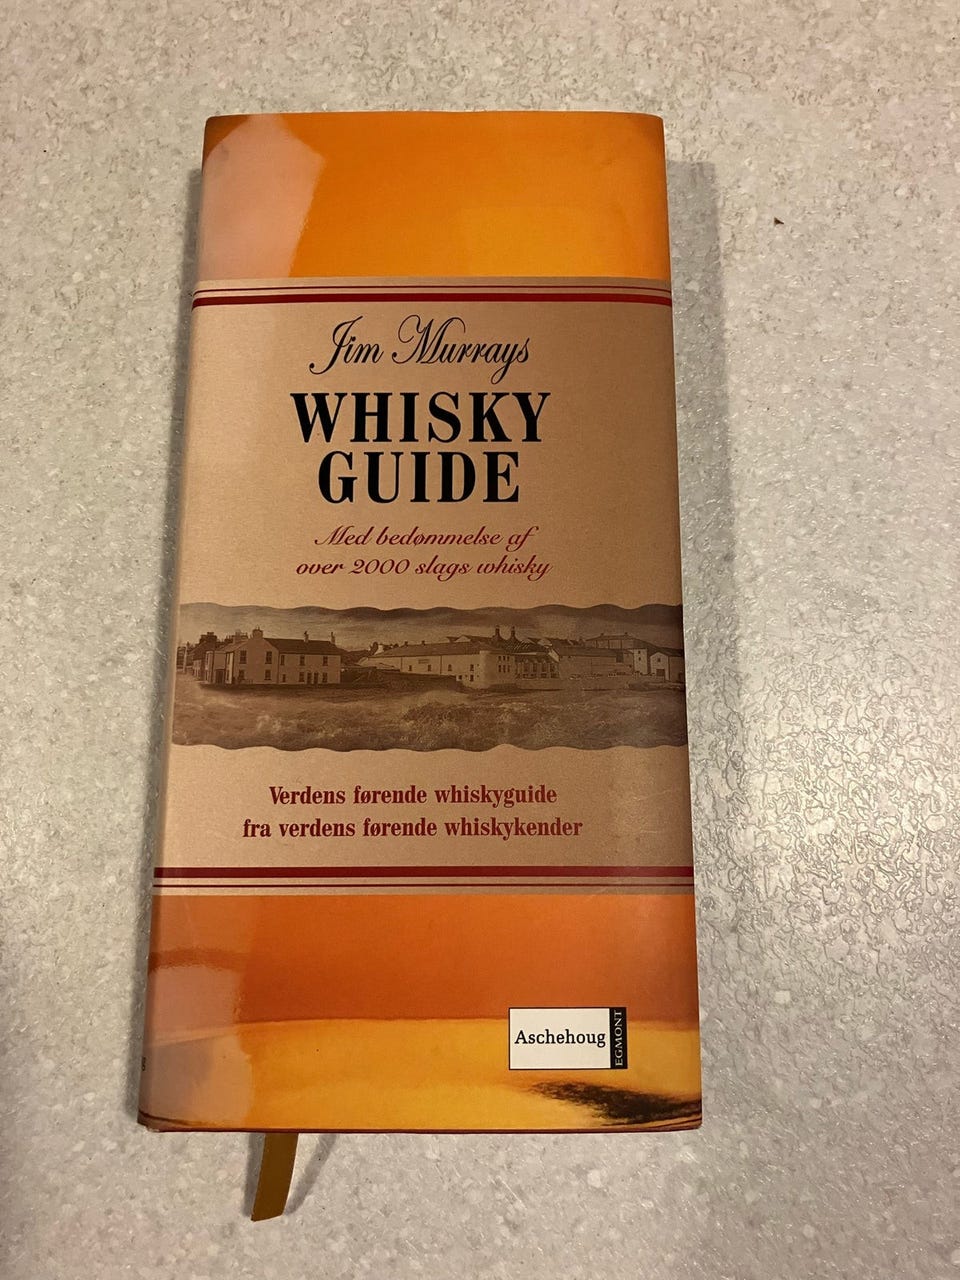 Jim Murrays
WHISKY
GUIDE
Med bedømmelse af
over 2000 slags whisky
Verdens førende whiskyguide
fra verdens førende whiskykender
Aschehoug
EGMONT